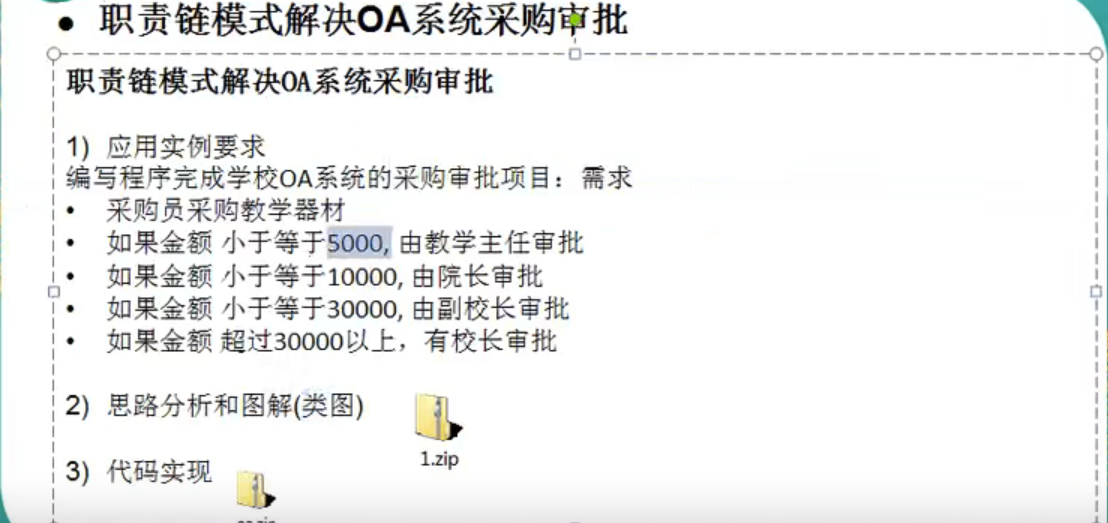 ● 职责链模式解决OA系统采购审批
职责链模式解决OA系统采购审批
1) 应用实例要求
编写程序完成学校OA系统的采购审批项目：需求
• 采购员采购教学器材
• 如果金额 小于等于5000, 由教学主任审批
• 如果金额 小于等于10000, 由院长审批
• 如果金额 小于等于30000, 由副校长审批
• 如果金额 超过30000以上，有校长审批
2) 思路分析和图解(类图)
1.zip
3) 代码实现